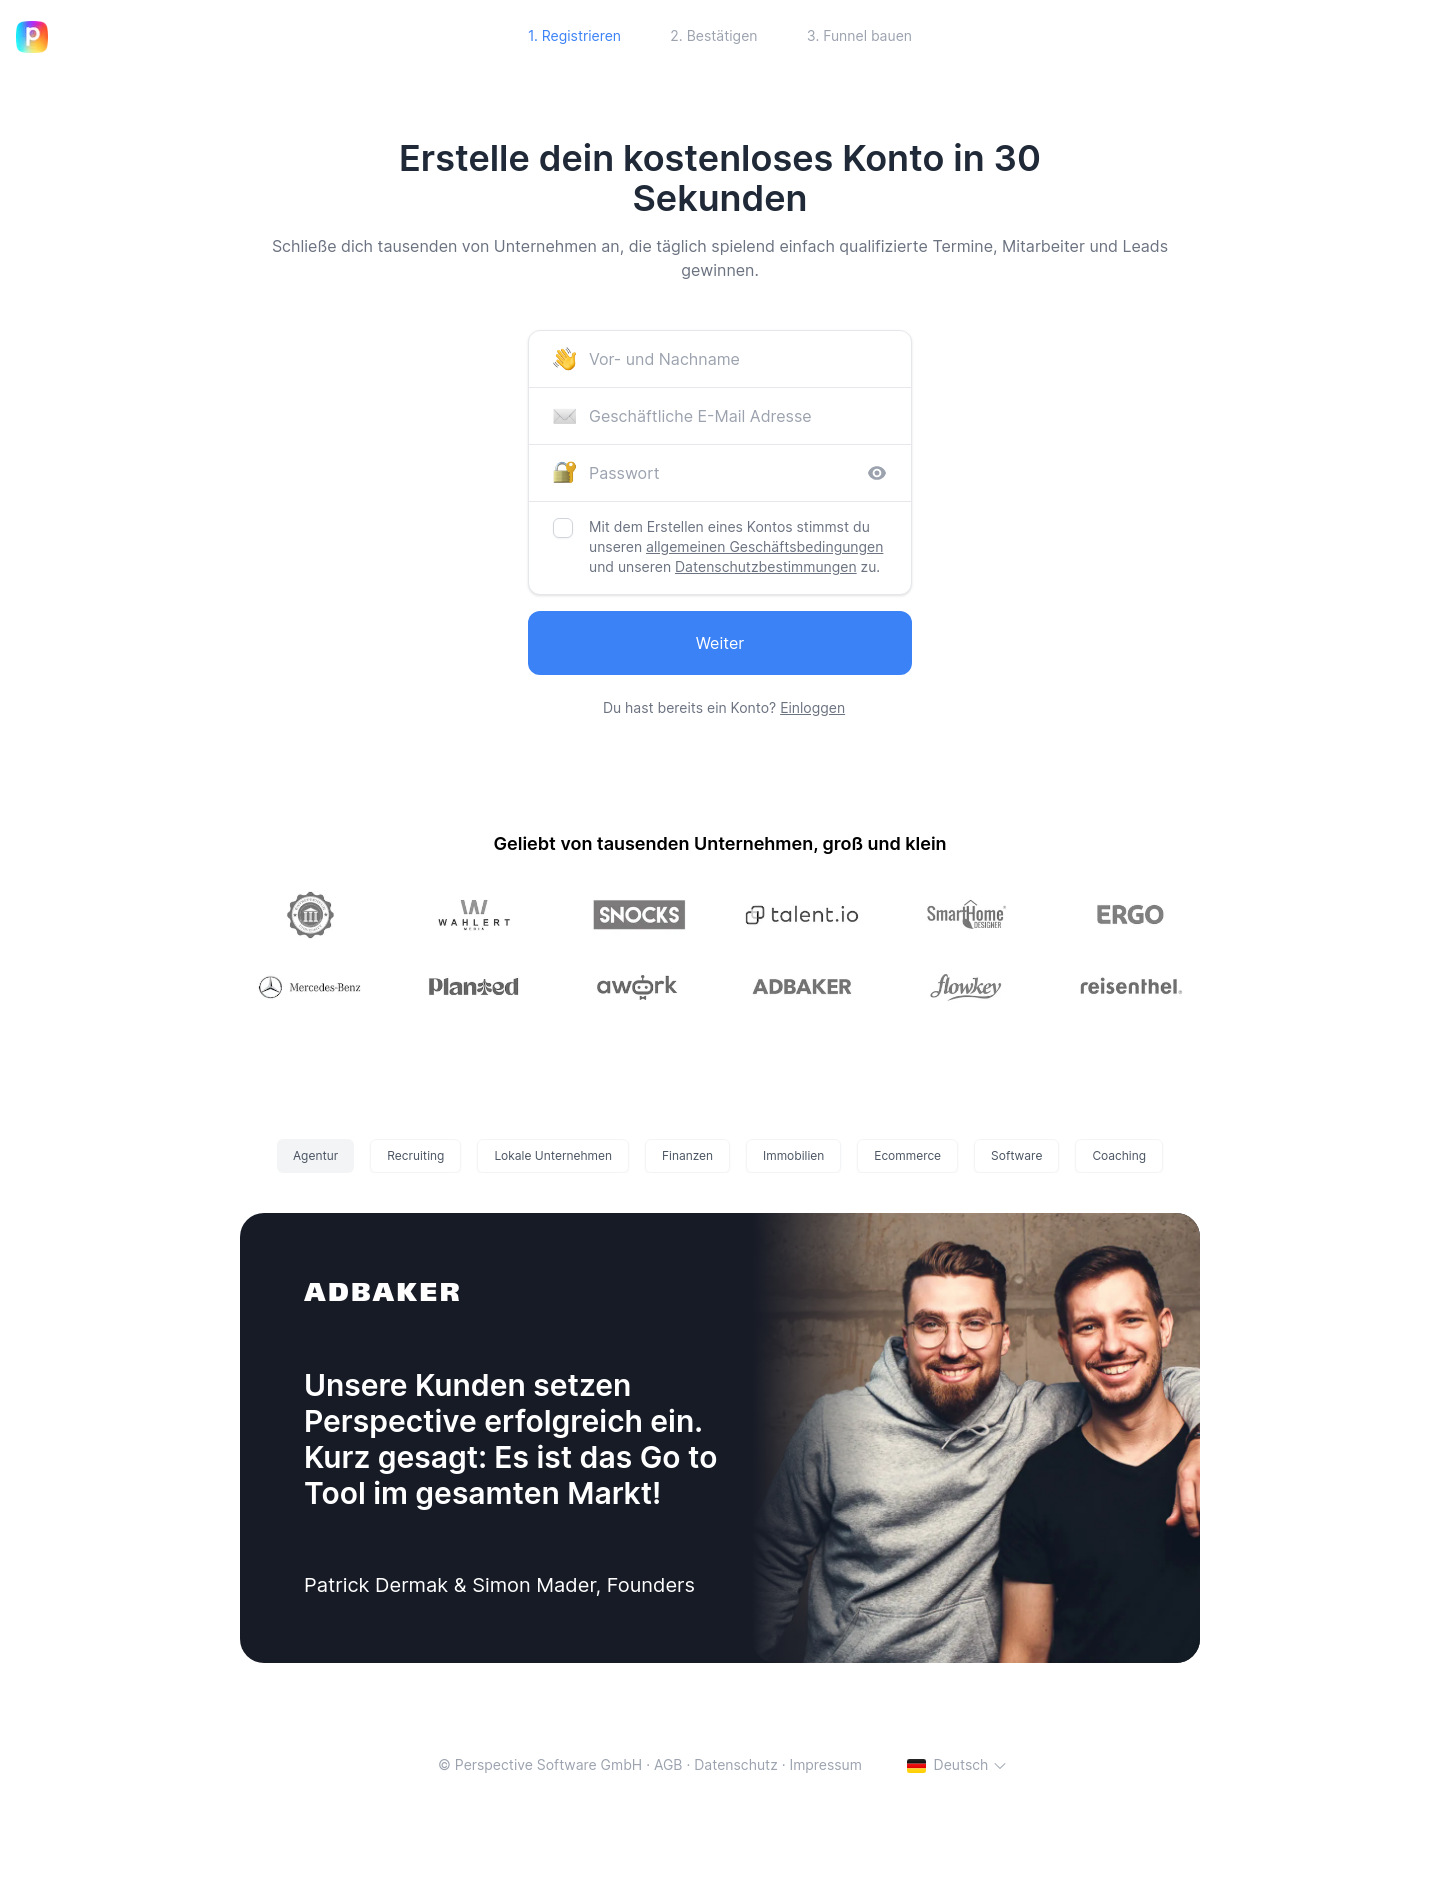 1. Registrieren
2. Bestätigen
3. Funnel bauen
Erstelle dein kostenloses Konto in 30
Sekunden
Schließe dich tausenden von Unternehmen an, die täglich spielend einfach qualifizierte Termine, Mitarbeiter und Leads
gewinnen.
Vor- und Nachname
Geschäftliche E-Mail Adresse
Passwort
Mit dem Erstellen eines Kontos stimmst du
unseren allgemeinen Geschäftsbedingungen
und unseren Datenschutzbestimmungen zu.
Weiter
Du hast bereits ein Konto? Einloggen
Geliebt von tausenden Unternehmen, groß und klein
WAHLERT
MEDIA
SNOCKS
talent.io
SmartHome
DESIGNER
ERGO
Mercedes-Benz
Planted
awork
ADBAKER
flowkey
reisenthel
Agentur
Recruiting
Lokale Unternehmen
Finanzen
Immobilien
Ecommerce
Software
Coaching
ADBAKER
Unsere Kunden setzen
Perspective erfolgreich ein.
Kurz gesagt: Es ist das Go to
Tool im gesamten Markt!
Patrick Dermak & Simon Mader, Founders
© Perspective Software GmbH · AGB · Datenschutz · Impressum
Deutsch